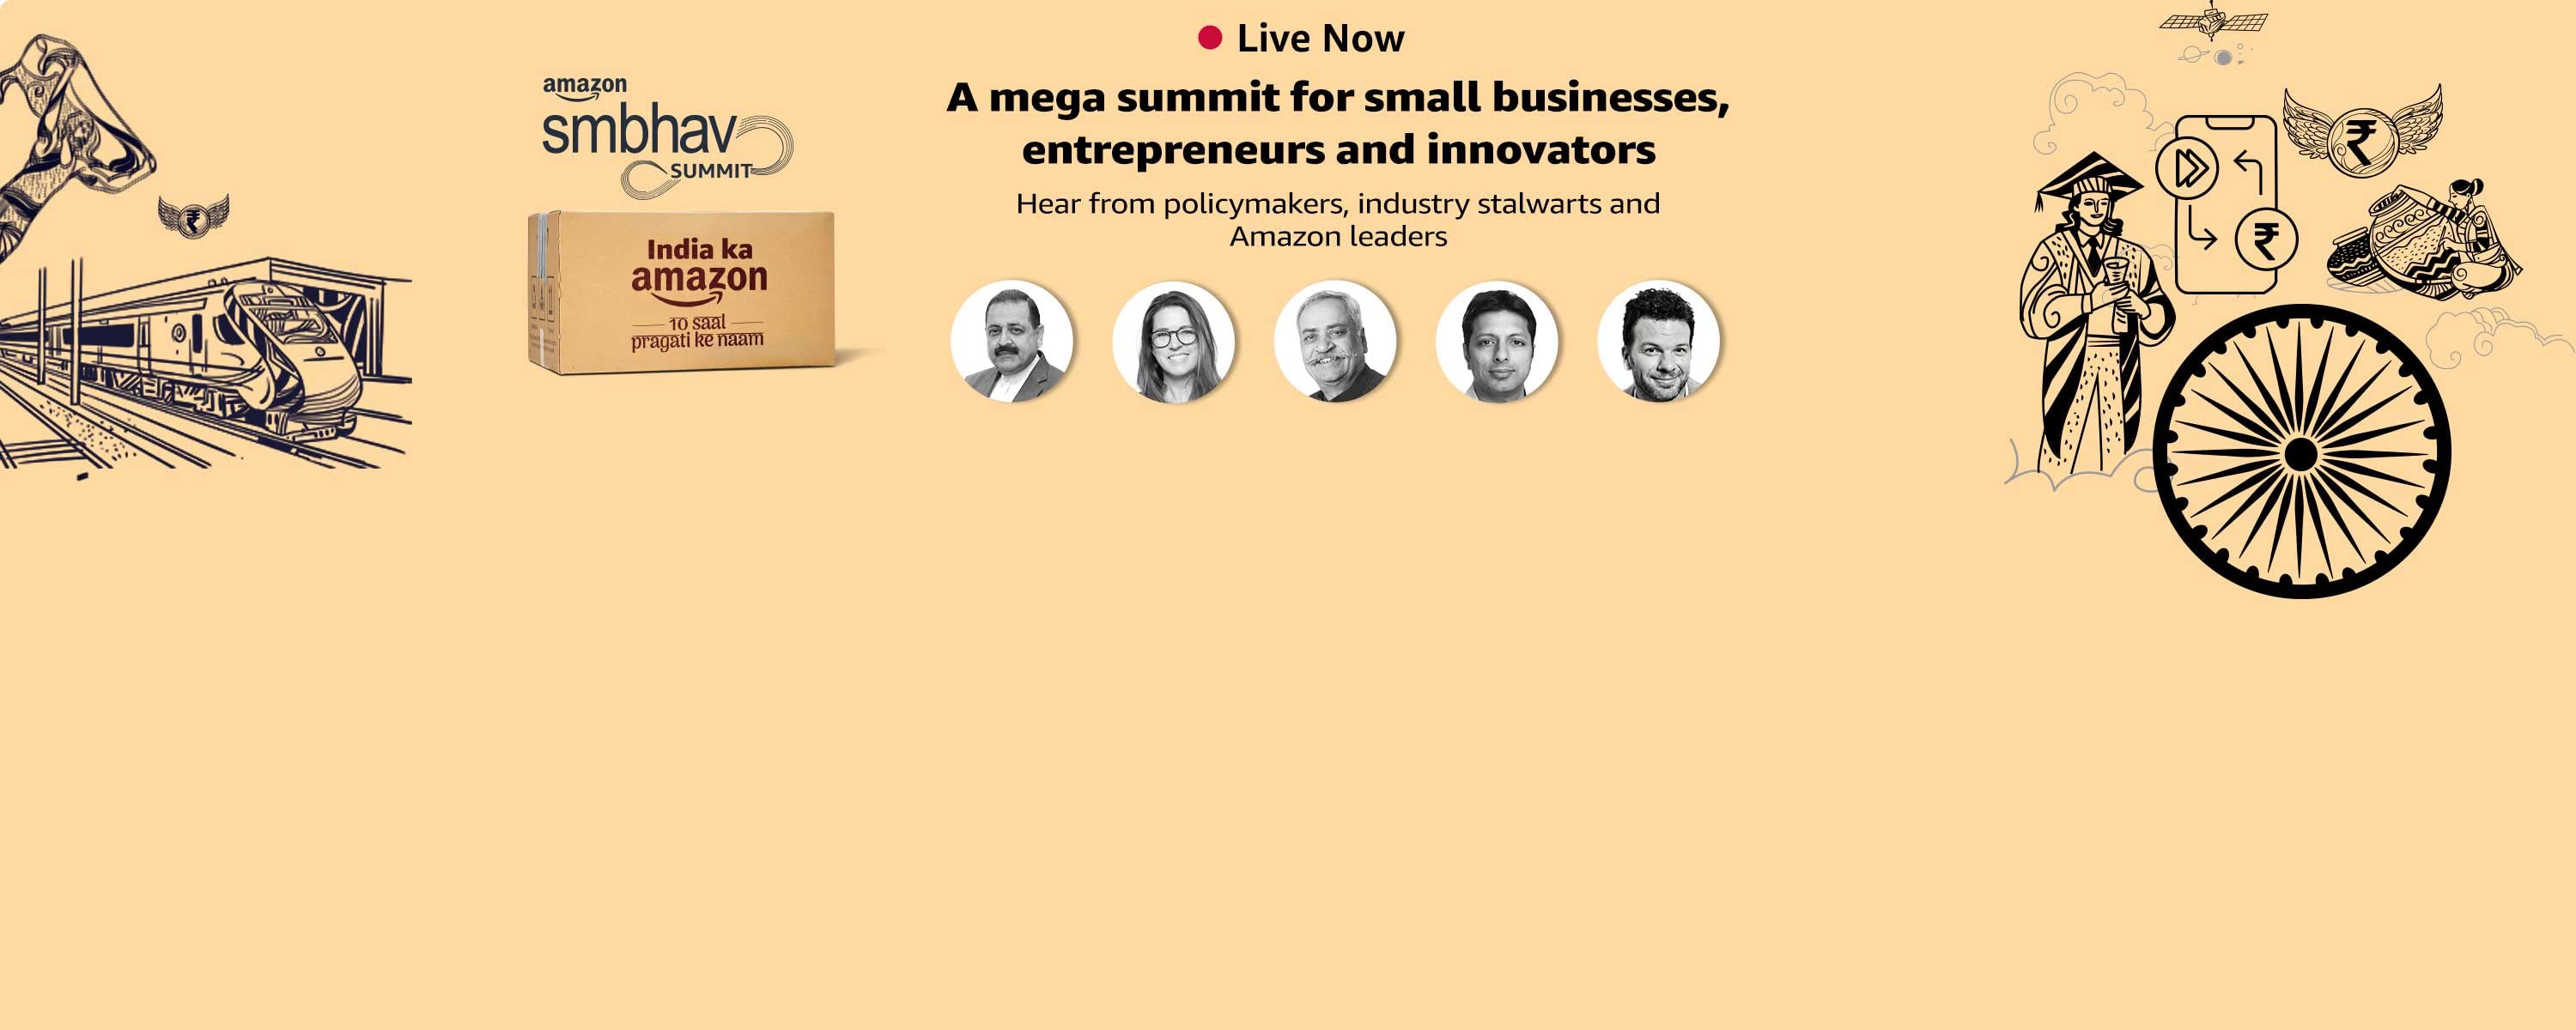 Live Now
A mega summit for small businesses,
entrepreneurs and innovators
Hear from policymakers, industry stalwarts and
Amazon leaders
amazon
smbhav
SUMMIT
India ka
amazon
10 saal
pragati ke naam
₹
₹
₹